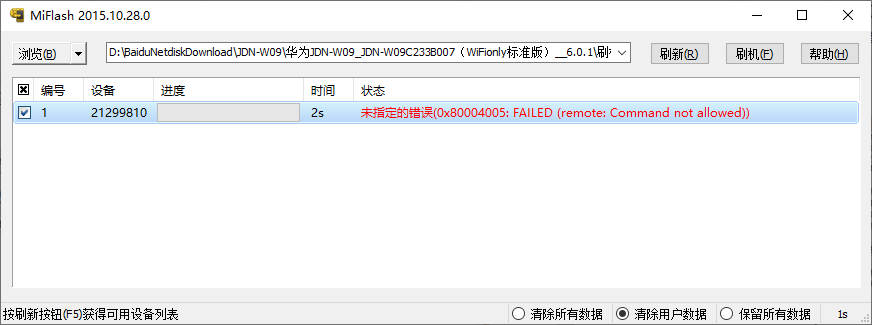 MiFlash 2015.10.28.0
浏览(B) D:\BaiduNetdiskDownload\JDN-W09\华为JDN-W09_JDN-W09C233B007（WiFionly标准版）__6.0.1\刷 刷新(R) 刷机(F) 帮助(H)
编号 设备 进度 时间 状态
1 21299810 2s 未指定的错误(0x80004005: FAILED (remote: Command not allowed))
按刷新按钮(F5)获得可用设备列表 清除所有数据 清除用户数据 保留所有数据 1s